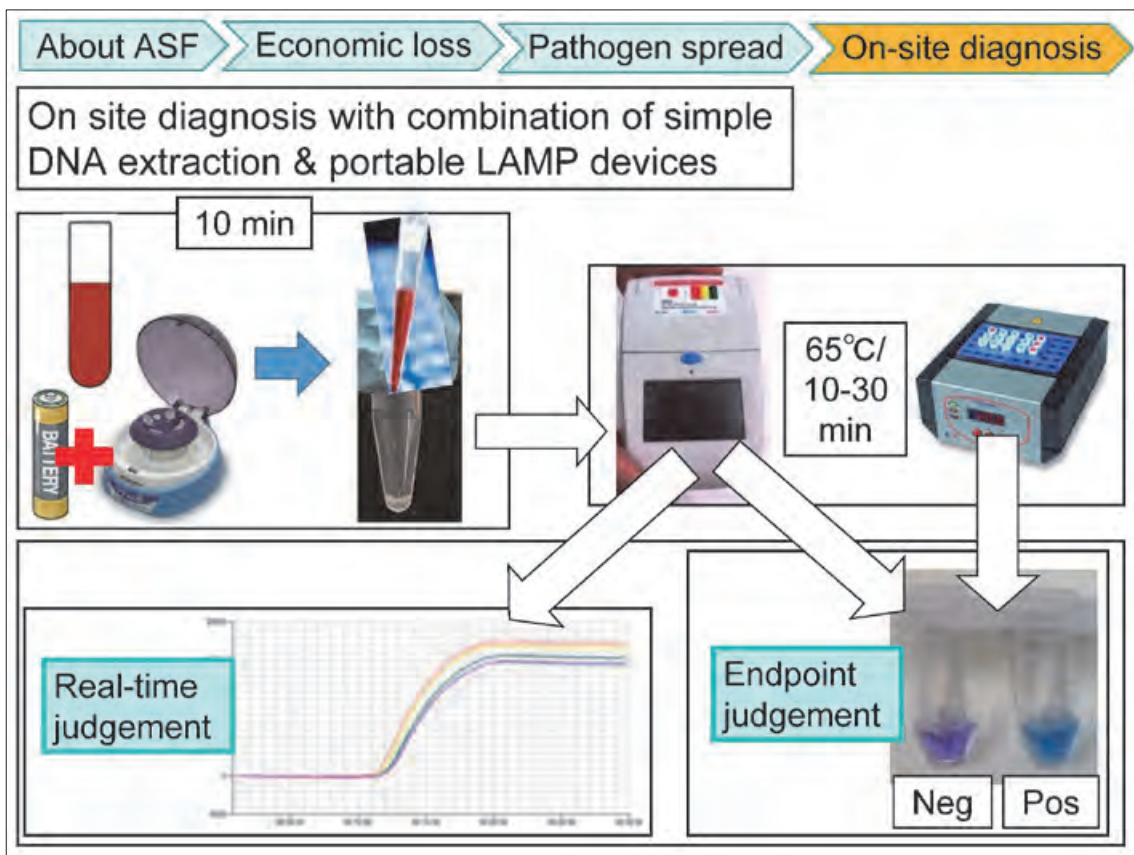 About ASF
Economic loss
Pathogen spread
On-site diagnosis
On site diagnosis with combination of simple
DNA extraction & portable LAMP devices
10 min
BATTERY
65℃/
10-30
min
Real-time
judgement
Endpoint
judgement
Neg
Pos